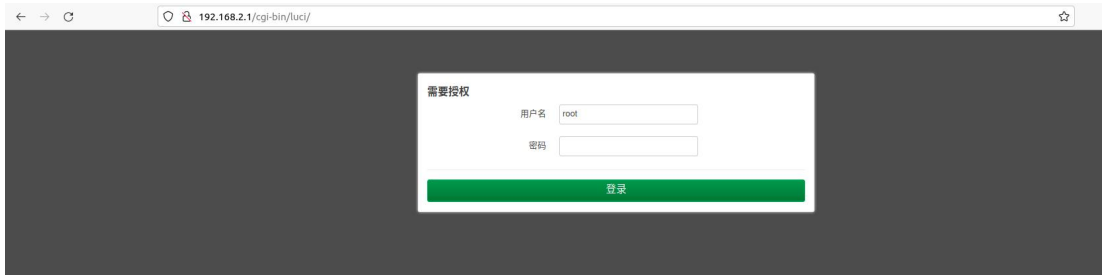 192.168.2.1/cgi-bin/luci/
需要授权
用户名 root
密码
登录